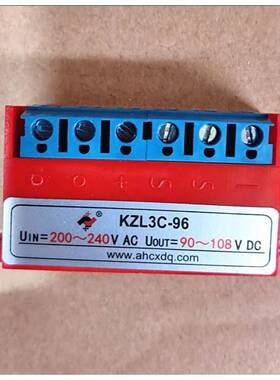 KZL3C-96
UIN=200～240V AC UOUT=90～108V DC
www.ahcxdq.com